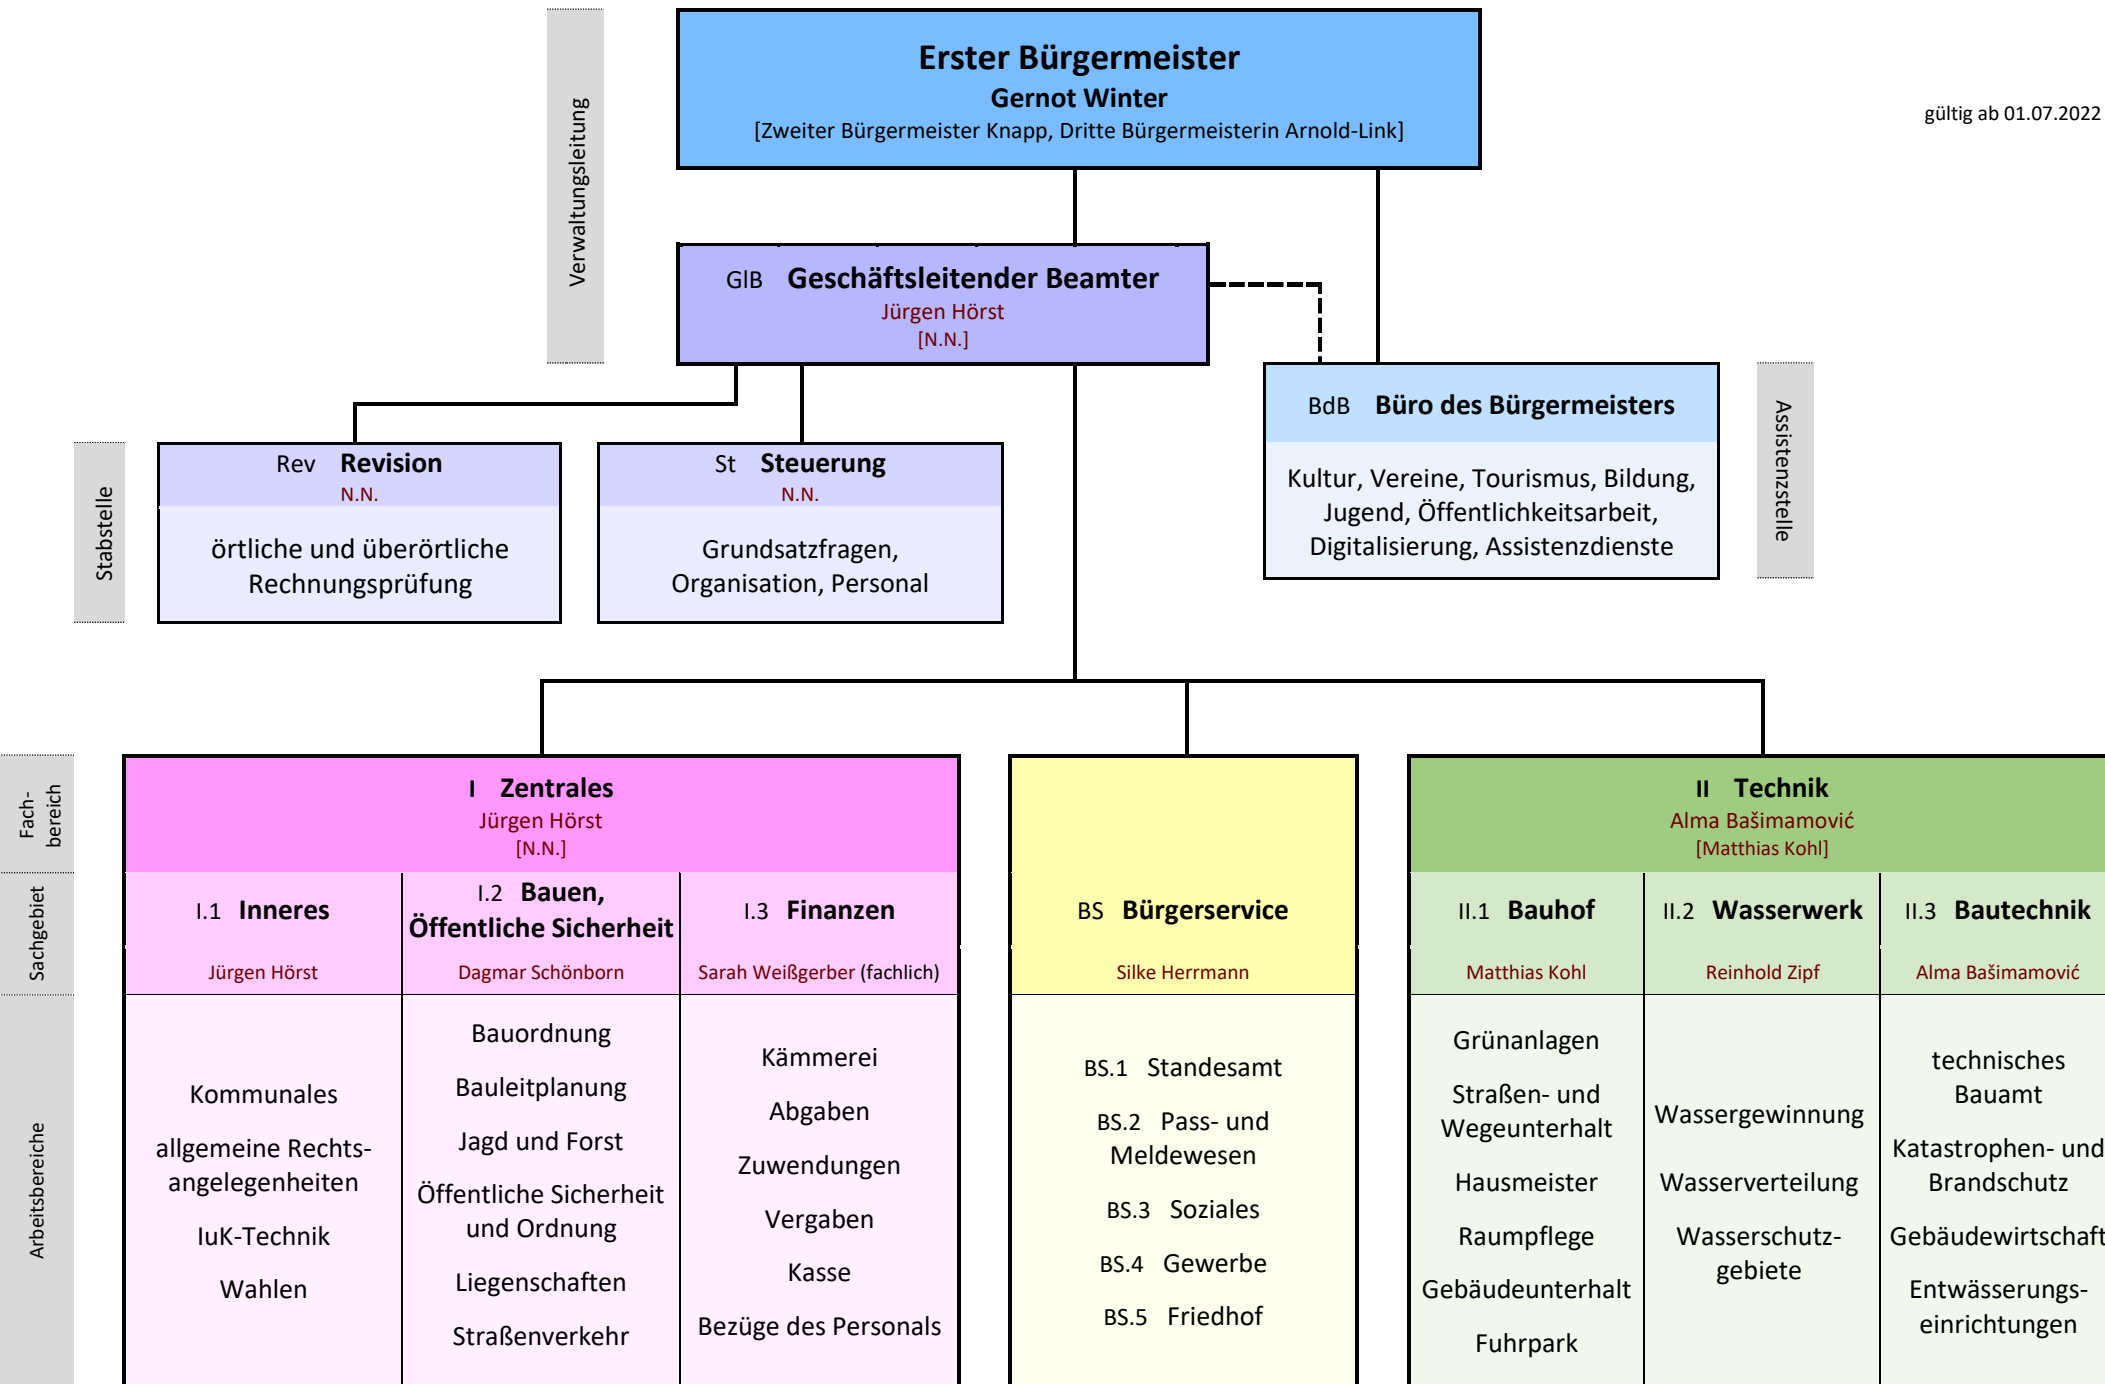 Erster Bürgermeister
Gernot Winter
[Zweiter Bürgermeister Knapp, Dritte Bürgermeisterin Arnold-Link]
gültig ab 01.07.2022
Verwaltungsleitung
GlB Geschäftsleitender Beamter
Jürgen Hörst
[N.N.]
BdB Büro des Bürgermeisters
Kultur, Vereine, Tourismus, Bildung,
Jugend, Öffentlichkeitsarbeit,
Digitalisierung, Assistenzdienste
Assistenzstelle
Stabstelle
Rev Revision
N.N.
örtliche und überörtliche
Rechnungsprüfung
St Steuerung
N.N.
Grundsatzfragen,
Organisation, Personal
Fach-
bereich
I Zentrales
Jürgen Hörst
[N.N.]
II Technik
Alma Bašimamović
[Matthias Kohl]
Sachgebiet
I.1 Inneres
Jürgen Hörst
I.2 Bauen,
Öffentliche Sicherheit
Dagmar Schönborn
I.3 Finanzen
Sarah Weißgerber (fachlich)
BS Bürgerservice
Silke Herrmann
II.1 Bauhof
Matthias Kohl
II.2 Wasserwerk
Reinhold Zipf
II.3 Bautechnik
Alma Bašimamović
Arbeitsbereiche
Kommunales
allgemeine Rechts-
angelegenheiten
IuK-Technik
Wahlen
Bauordnung
Bauleitplanung
Jagd und Forst
Öffentliche Sicherheit
und Ordnung
Liegenschaften
Straßenverkehr
Kämmerei
Abgaben
Zuwendungen
Vergaben
Kasse
Bezüge des Personals
BS.1 Standesamt
BS.2 Pass- und
Meldewesen
BS.3 Soziales
BS.4 Gewerbe
BS.5 Friedhof
Grünanlagen
Straßen- und
Wegeunterhalt
Hausmeister
Raumpflege
Gebäudeunterhalt
Fuhrpark
Wassergewinnung
Wasserverteilung
Wasserschutz-
gebiete
technisches
Bauamt
Katastrophen- und
Brandschutz
Gebäudewirtschaft
Entwässerungs-
einrichtungen